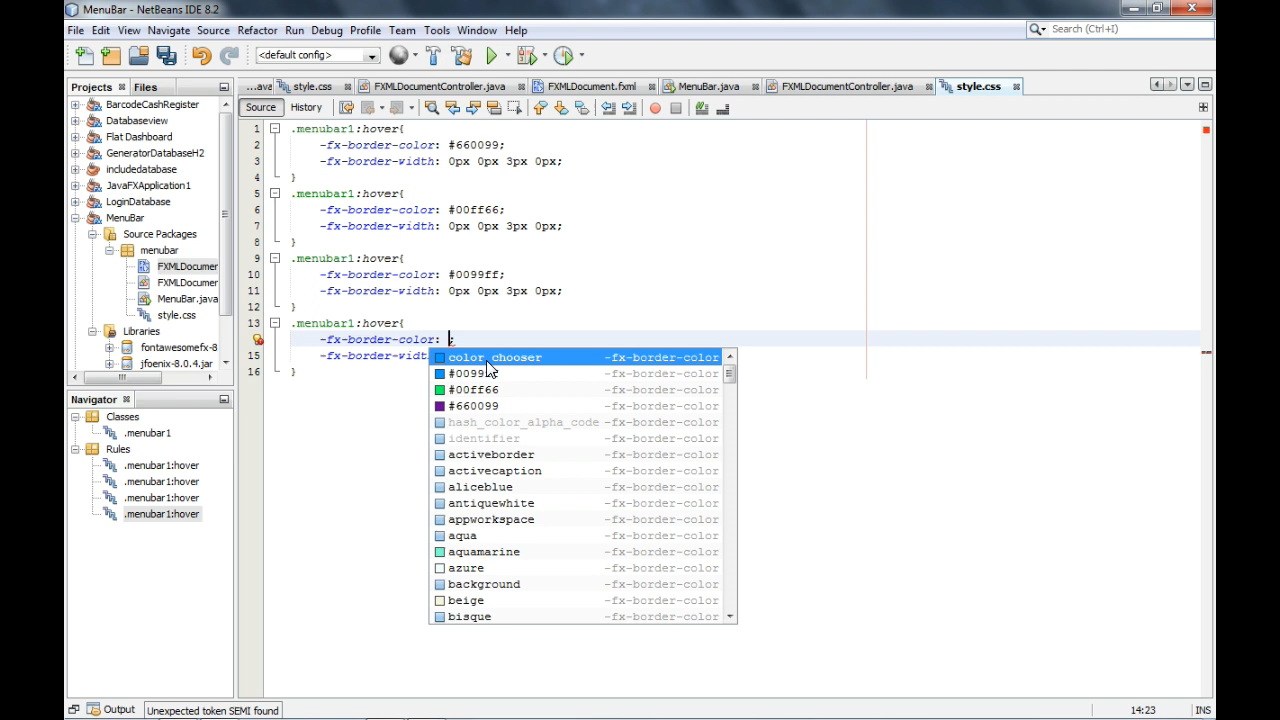 MenuBar - NetBeans IDE 8.2
File Edit View Navigate Source Refactor Run Debug Profile Team Tools Window Help
Search (Ctrl+I)
<default config>
Projects Files
...ava style.css FXMLDocumentController.java FXMLDocument.fxml MenuBar.java FXMLDocumentController.java style.css
Source History
BarcodeCashRegister
Databaseview
Flat Dashboard
GeneratorDatabaseH2
includedatabase
JavaFXApplication1
LoginDatabase
MenuBar
Source Packages
menubar
FXMLDocumer
FXMLDocumer
MenuBar.java
style.css
Libraries
fontawesomefx-8
jfoenix-8.0.4.jar
Navigator
Classes
.menubar1
Rules
.menubar1:hover
.menubar1:hover
.menubar1:hover
.menubar1:hover
1 .menubar1:hover{
2 -fx-border-color: #660099;
3 -fx-border-width: 0px 0px 3px 0px;
4 }
5 .menubar1:hover{
6 -fx-border-color: #00ff66;
7 -fx-border-width: 0px 0px 3px 0px;
8 }
9 .menubar1:hover{
10 -fx-border-color: #0099ff;
11 -fx-border-width: 0px 0px 3px 0px;
12 }
13 .menubar1:hover{
-fx-border-color: ;
15 -fx-border-widt
16 }
color_chooser -fx-border-color
#0099 -fx-border-color
#00ff66 -fx-border-color
#660099 -fx-border-color
hash_color_alpha_code -fx-border-color
identifier -fx-border-color
activeborder -fx-border-color
activecaption -fx-border-color
aliceblue -fx-border-color
antiquewhite -fx-border-color
appworkspace -fx-border-color
aqua -fx-border-color
aquamarine -fx-border-color
azure -fx-border-color
background -fx-border-color
beige -fx-border-color
bisque -fx-border-color
Output Unexpected token SEMI found 14:23 INS